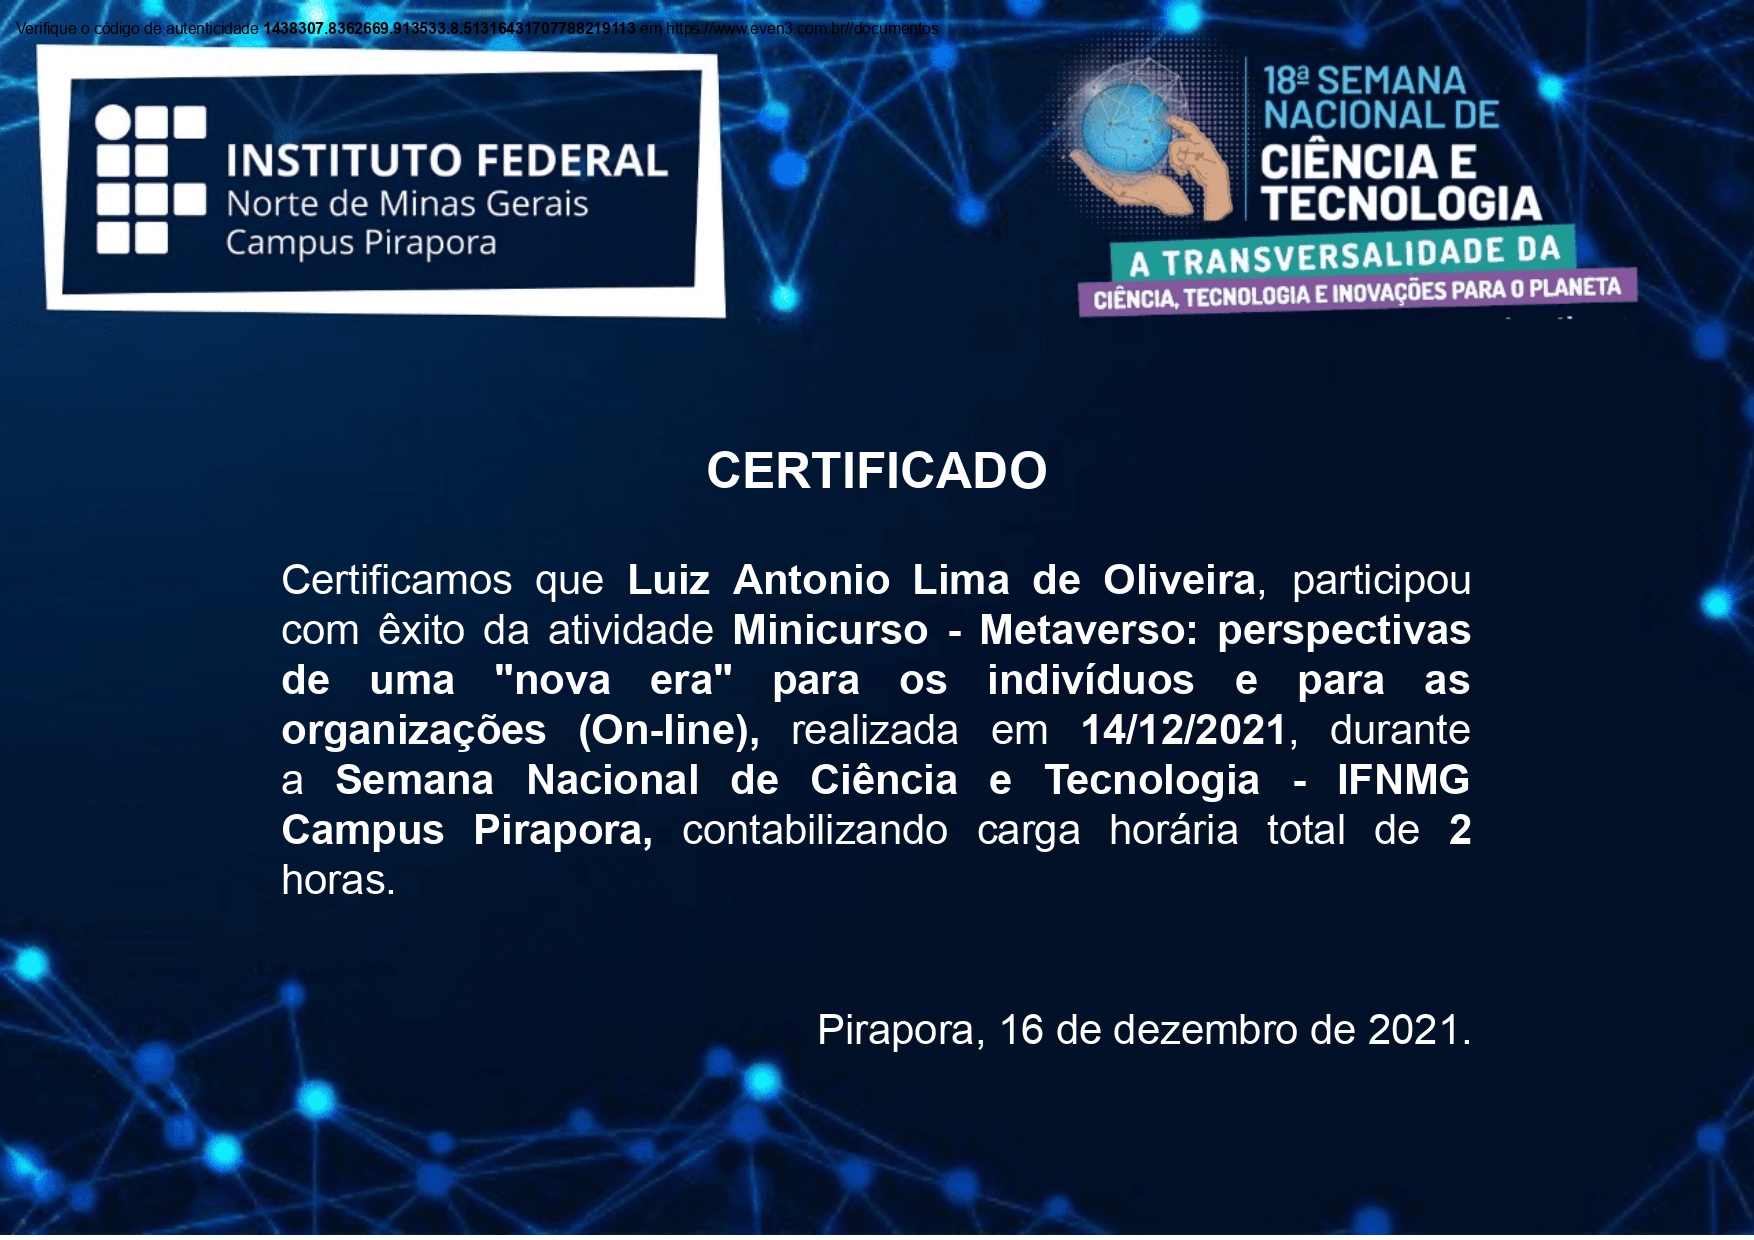 Verifique o código de autenticidade 1438307.8362669.913533.8.51316431707788219113 em https://www.even3.com.br//documentos
INSTITUTO FEDERAL
Norte de Minas Gerais
Campus Pirapora
18ª SEMANA
NACIONAL DE
CIÊNCIA E
TECNOLOGIA
A TRANSVERSALIDADE DA
CIÊNCIA, TECNOLOGIA E INOVAÇÕES PARA O PLANETA
CERTIFICADO
Certificamos que Luiz Antonio Lima de Oliveira, participou
com êxito da atividade Minicurso - Metaverso: perspectivas
de uma "nova era" para os indivíduos e para as
organizações (On-line), realizada em 14/12/2021, durante
a Semana Nacional de Ciência e Tecnologia - IFNMG
Campus Pirapora, contabilizando carga horária total de 2
horas.
Pirapora, 16 de dezembro de 2021.